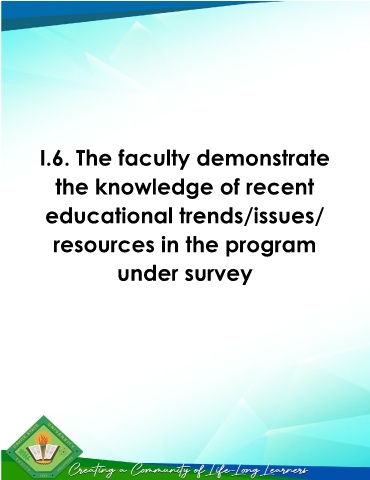 I.6. The faculty demonstrate
the knowledge of recent
educational trends/issues/
resources in the program
under survey
Creating a Community of Life-Long Learners